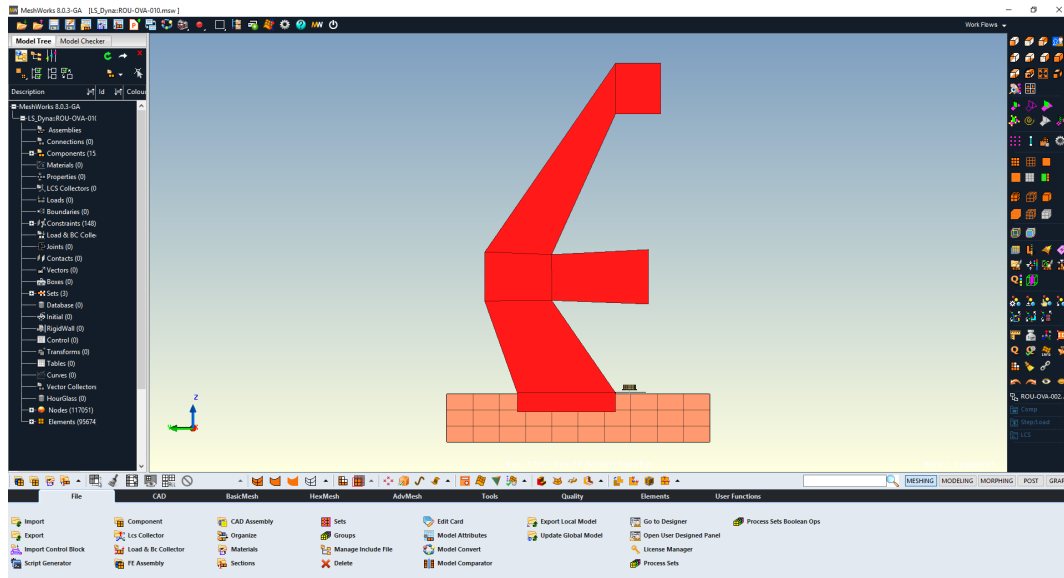 MeshWorks 8.0.3-GA [LS_Dyna::ROU-OVA-010.msw ]
Work Flows
Model Tree Model Checker
Description Id Colou
MeshWorks 8.0.3-GA
LS_Dyna::ROU-OVA-01(
Assemblies
Connections (0)
Components (15
Materials (0)
Properties (0)
LCS Collectors (0
Loads (0)
Boundaries (0)
Constraints (148)
Load & BC Colle
Joints (0)
Contacts (0)
Vectors (0)
Boxes (0)
Sets (3)
Database (0)
Initial (0)
RigidWall (0)
Control (0)
Transforms (0)
Tables (0)
Curves (0)
Vector Collectors
HourGlass (0)
Nodes (117051)
Elements (95674
Z
Y
ROU-OVA-002...
Comp
Step/Load
LCS
MESHING MODELING MORPHING POST GRAP
File CAD BasicMesh HexMesh AdvMesh Tools Quality Elements User Functions
Import Component CAD Assembly Sets Edit Card Export Local Model Go to Designer Process Sets Boolean Ops
Export Lcs Collector Organize Groups Model Attributes Update Global Model Open User Designed Panel
Import Control Block Load & Bc Collector Materials Manage Include File Model Convert License Manager
Script Generator FE Assembly Sections Delete Model Comparator Process Sets